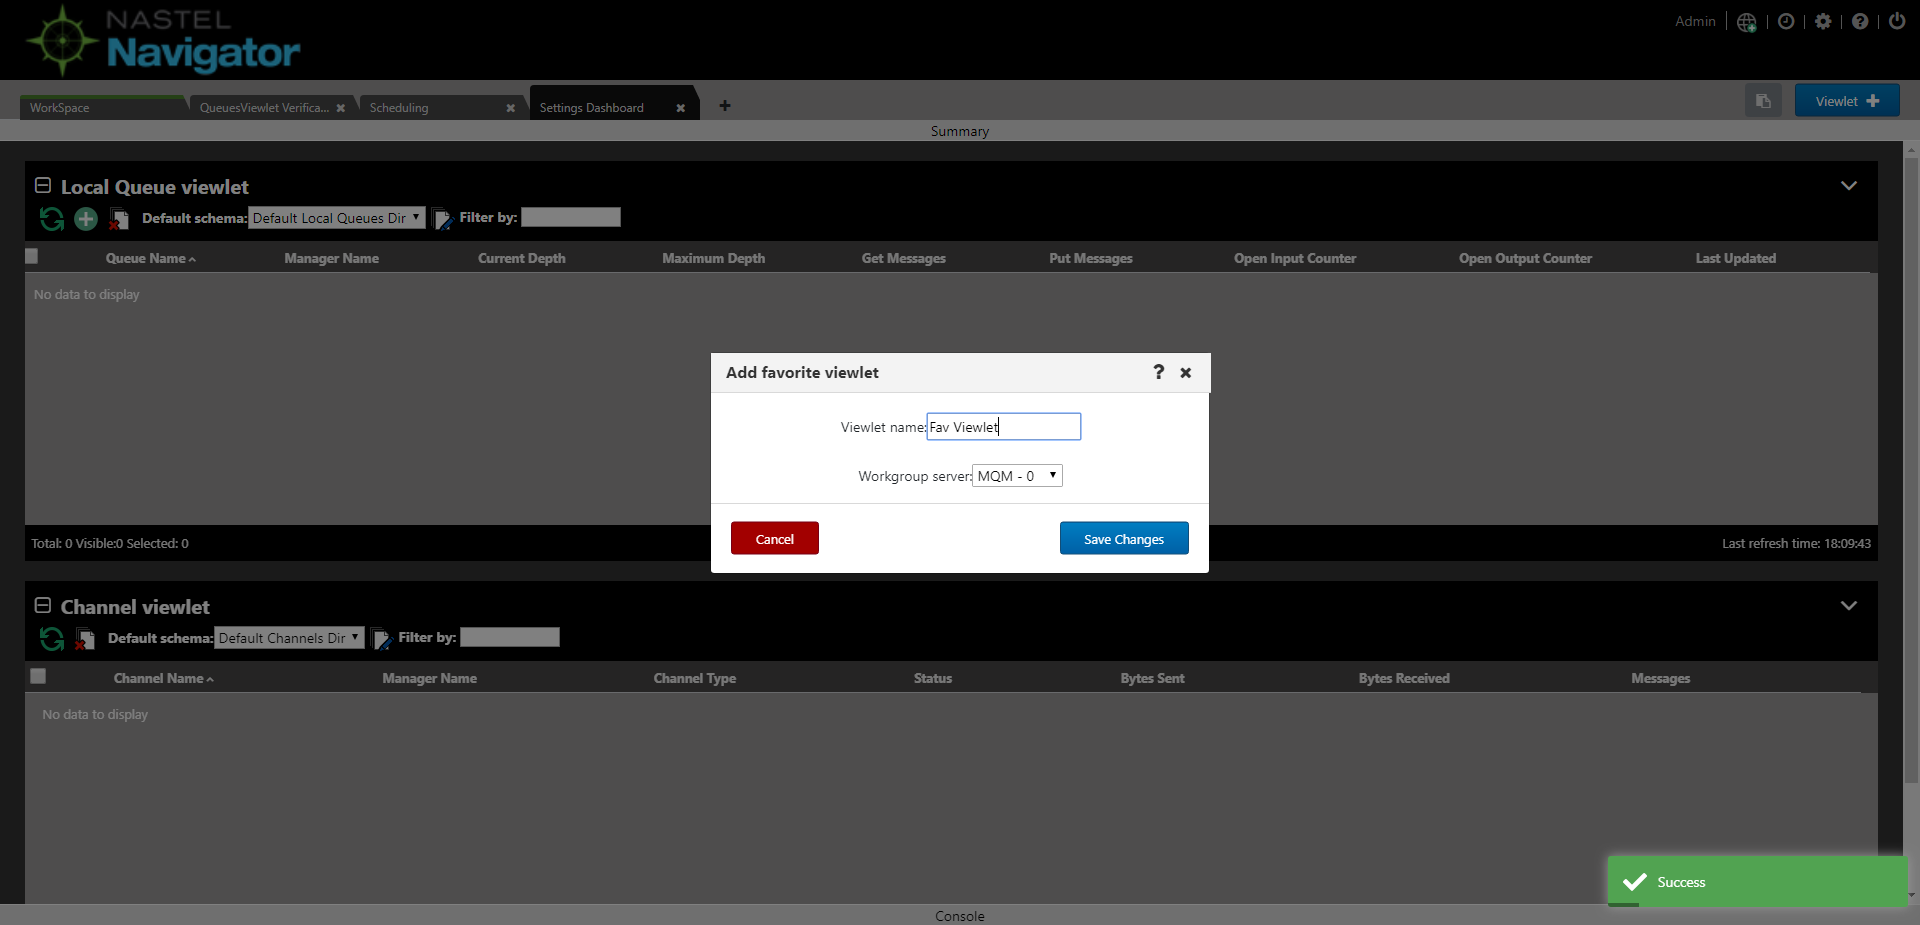 NASTEL
Navigator
Admin
WorkSpace
QueuesViewlet Verifica...
Scheduling
Settings Dashboard
Viewlet
Summary
Local Queue viewlet
Default schema: Default Local Queues Dir Filter by:
Queue Name Manager Name Current Depth Maximum Depth Get Messages Put Messages Open Input Counter Open Output Counter Last Updated
No data to display
Add favorite viewlet ?
Viewlet name: Fav Viewlet
Workgroup server: MQM - 0
Cancel Save Changes
Total: 0 Visible:0 Selected: 0 Last refresh time: 18:09:43
Channel viewlet
Default schema: Default Channels Dir Filter by:
Channel Name Manager Name Channel Type Status Bytes Sent Bytes Received Messages
No data to display
Success
Console